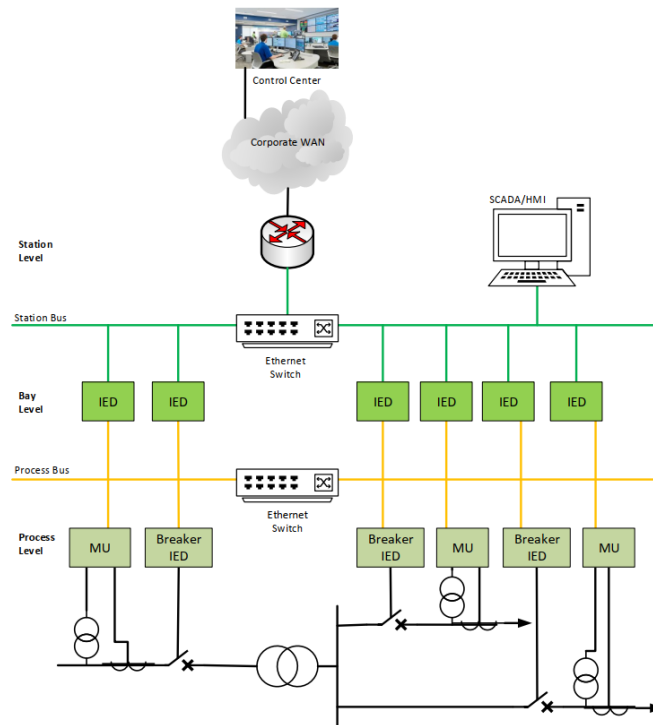 Control Center
Corporate WAN
SCADA/HMI
Station
Level
Station Bus
Ethernet
Switch
Bay
Level
IED
IED
IED
IED
IED
IED
Process Bus
Ethernet
Switch
Process
Level
MU
Breaker
IED
Breaker
IED
MU
Breaker
IED
MU